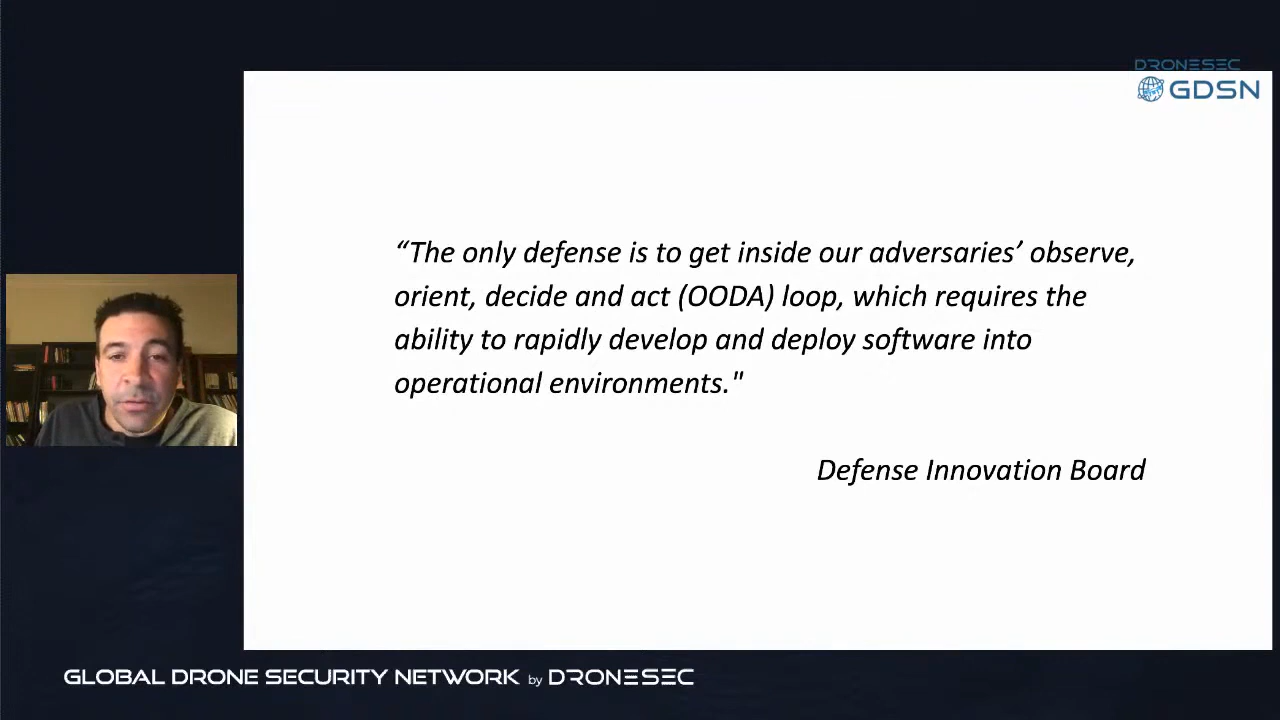 DRONESEC
GDSN
“The only defense is to get inside our adversaries’ observe,
orient, decide and act (OODA) loop, which requires the
ability to rapidly develop and deploy software into
operational environments."
Defense Innovation Board
GLOBAL DRONE SECURITY NETWORK by DRONESEC